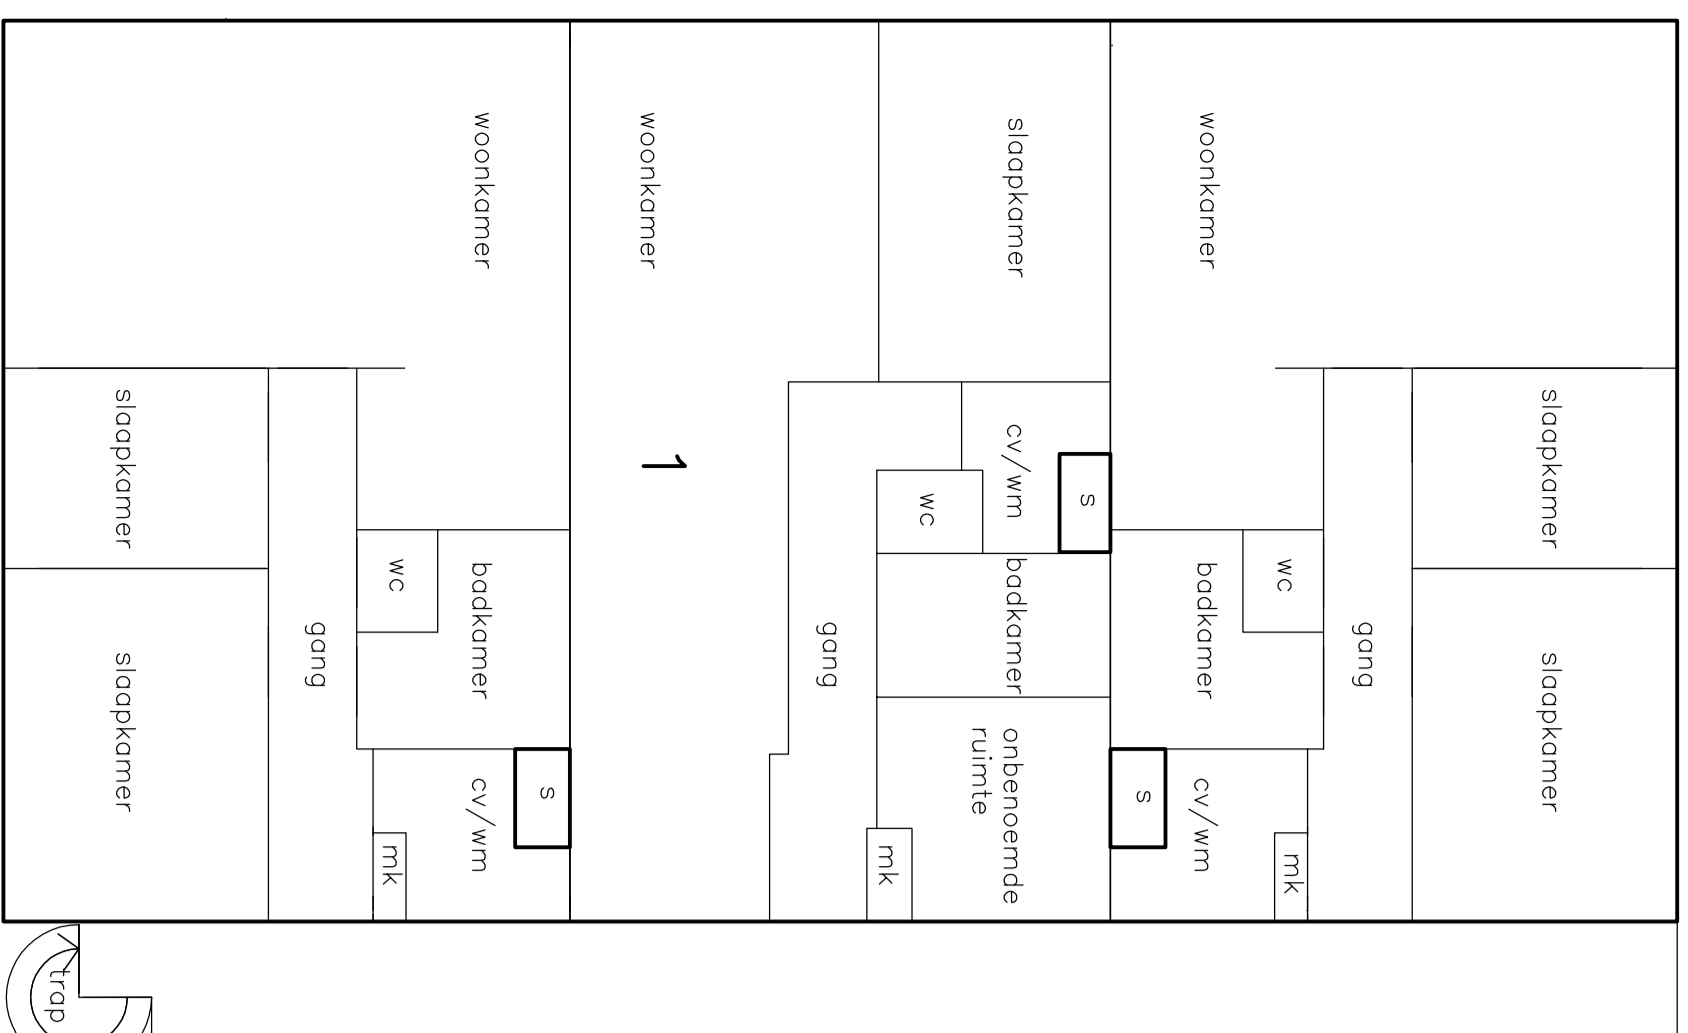 woonkamer
woonkamer
slaapkamer
woonkamer
slaapkamer
1
cv/wm
s
slaapkamer
wc
wc
badkamer
badkamer
badkamer
wc
gang
gang
gang
slaapkamer
slaapkamer
onbenoemde
ruimte
cv/wm
s
s
cv/wm
mk
mk
mk
trap